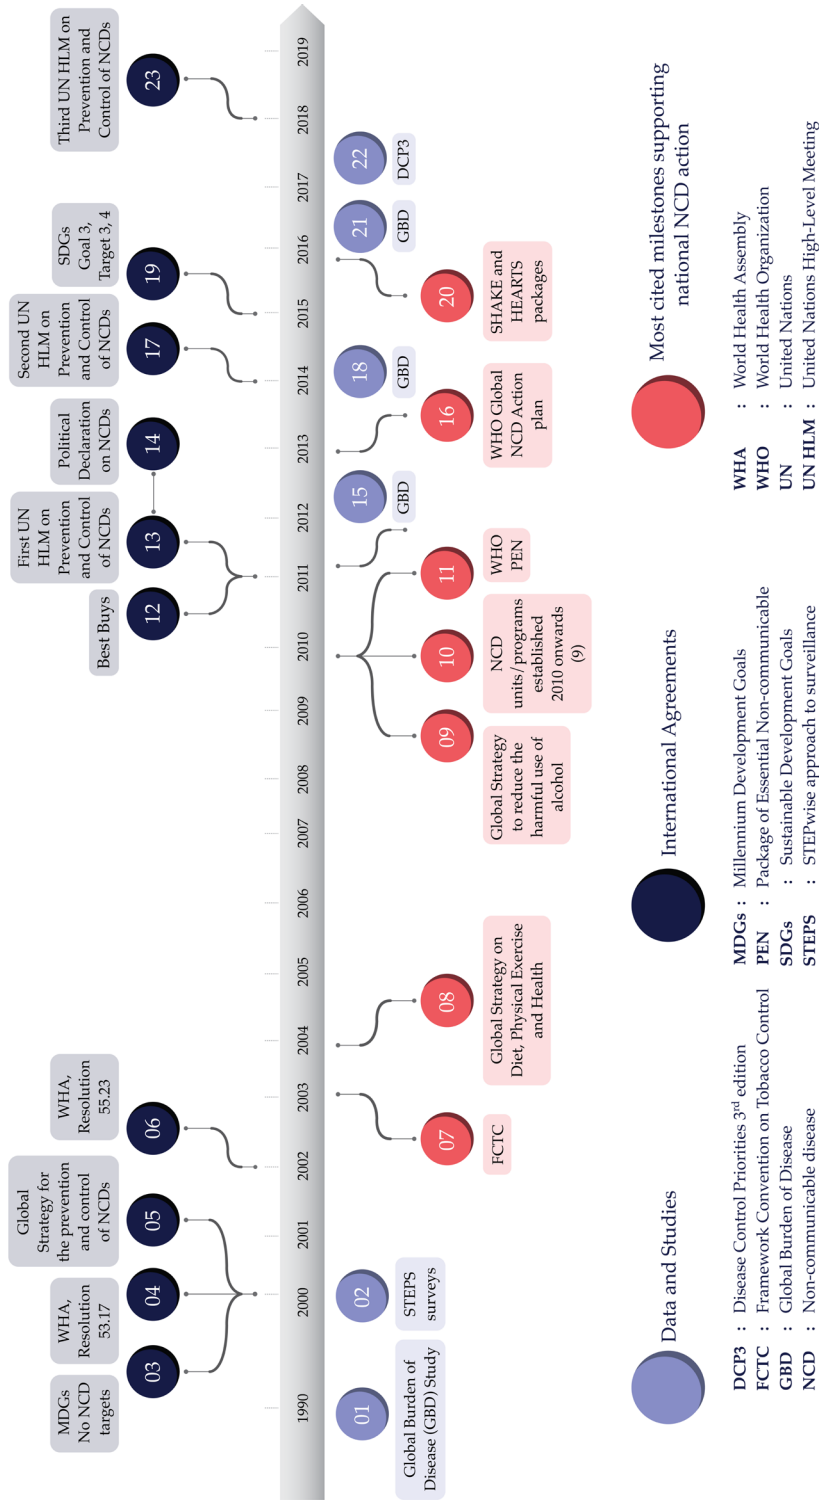 MDGs
No NCD
targets
03
WHA,
Resolution
53.17
04
Global
Strategy for
the prevention
and control
of NCDs
05
WHA,
Resolution
55.23
06
Best Buys
12
First UN
HLM on
Prevention
and Control
of NCDs
13
Political
Declaration
on NCDs
14
Second UN
HLM on
Prevention
and Control
of NCDs
17
SDGs
Goal 3,
Target 3, 4
19
Third UN HLM on
Prevention and
Control of NCDs
23
1990
2000
2001
2002
2003
2004
2005
2006
2007
2008
2009
2010
2011
2012
2013
2014
2015
2016
2017
2018
2019
01
Global Burden of
Disease (GBD) Study
02
STEPS
surveys
07
FCTC
08
Global Strategy on
Diet, Physical Exercise
and Health
09
Global Strategy
to reduce the
harmful use of
alcohol
10
NCD
units/programs
established
2010 onwards
(9)
11
WHO
PEN
15
GBD
16
WHO Global
NCD Action
plan
18
GBD
20
SHAKE and
HEARTS
packages
21
GBD
22
DCP3
Data and Studies
International Agreements
Most cited milestones supporting
national NCD action
DCP3 : Disease Control Priorities 3rd edition
FCTC : Framework Convention on Tobacco Control
GBD : Global Burden of Disease
NCD : Non-communicable disease
MDGs : Millennium Development Goals
PEN : Package of Essential Non-communicable
SDGs : Sustainable Development Goals
STEPS : STEPwise approach to surveillance
WHA : World Health Assembly
WHO : World Health Organization
UN : United Nations
UN HLM : United Nations High-Level Meeting